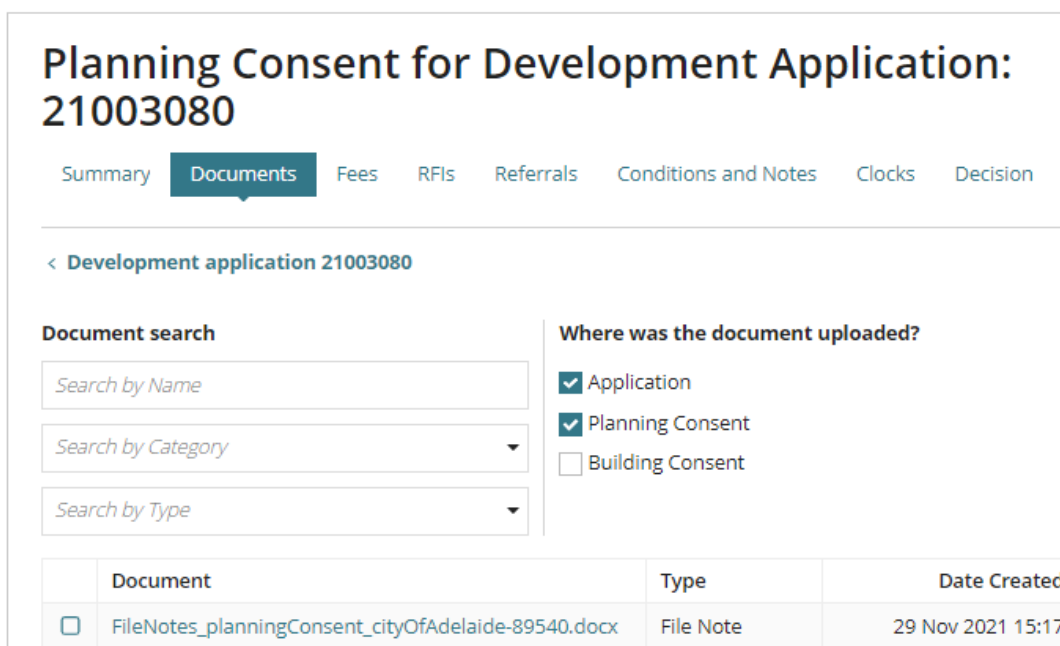 Planning Consent for Development Application:
21003080
Summary Documents Fees RFIs Referrals Conditions and Notes Clocks Decision
< Development application 21003080
Document search
Search by Name
Search by Category
Search by Type
Where was the document uploaded?
Application
Planning Consent
Building Consent
Document Type Date Created
FileNotes_planningConsent_cityOfAdelaide-89540.docx File Note 29 Nov 2021 15:17